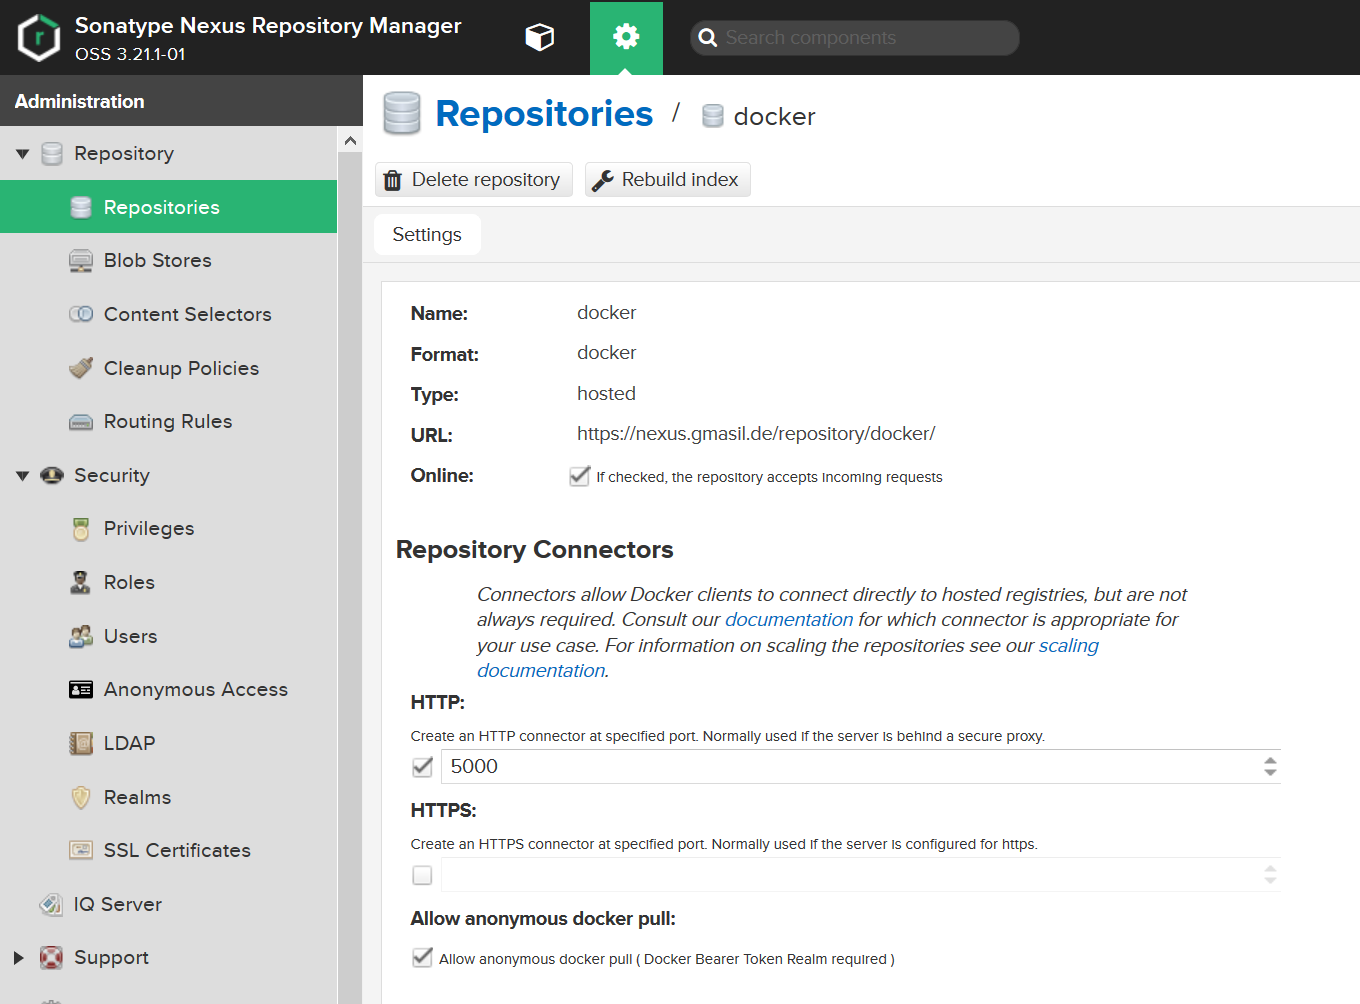 Sonatype Nexus Repository Manager
OSS 3.21.1-01
Search components
Administration
Repository
Repositories
Blob Stores
Content Selectors
Cleanup Policies
Routing Rules
Security
Privileges
Roles
Users
Anonymous Access
LDAP
Realms
SSL Certificates
IQ Server
Support
Repositories / docker
Delete repository
Rebuild index
Settings
Name: docker
Format: docker
Type: hosted
URL: https://nexus.gmasil.de/repository/docker/
Online: If checked, the repository accepts incoming requests
Repository Connectors
Connectors allow Docker clients to connect directly to hosted registries, but are not
always required. Consult our documentation for which connector is appropriate for
your use case. For information on scaling the repositories see our scaling
documentation.
HTTP:
Create an HTTP connector at specified port. Normally used if the server is behind a secure proxy.
5000
HTTPS:
Create an HTTPS connector at specified port. Normally used if the server is configured for https.
Allow anonymous docker pull:
Allow anonymous docker pull ( Docker Bearer Token Realm required )